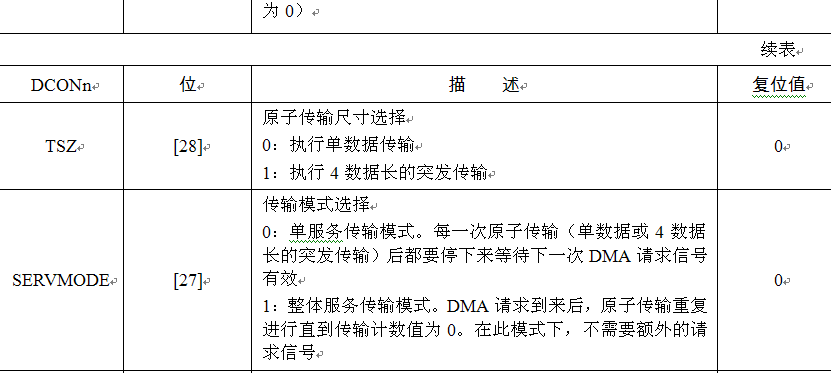 为 0）
续表
DCONn 位 描 述 复位值
TSZ [28] 原子传输尺寸选择 0
0：执行单数据传输
1：执行 4 数据长的突发传输
SERVMODE [27] 传输模式选择 0
0：单服务传输模式。每一次原子传输（单数据或 4 数据
长的突发传输）后都要停下来等待下一次 DMA 请求信号
有效
1：整体服务传输模式。DMA 请求到来后，原子传输重复
进行直到传输计数值为 0。在此模式下，不需要额外的请
求信号